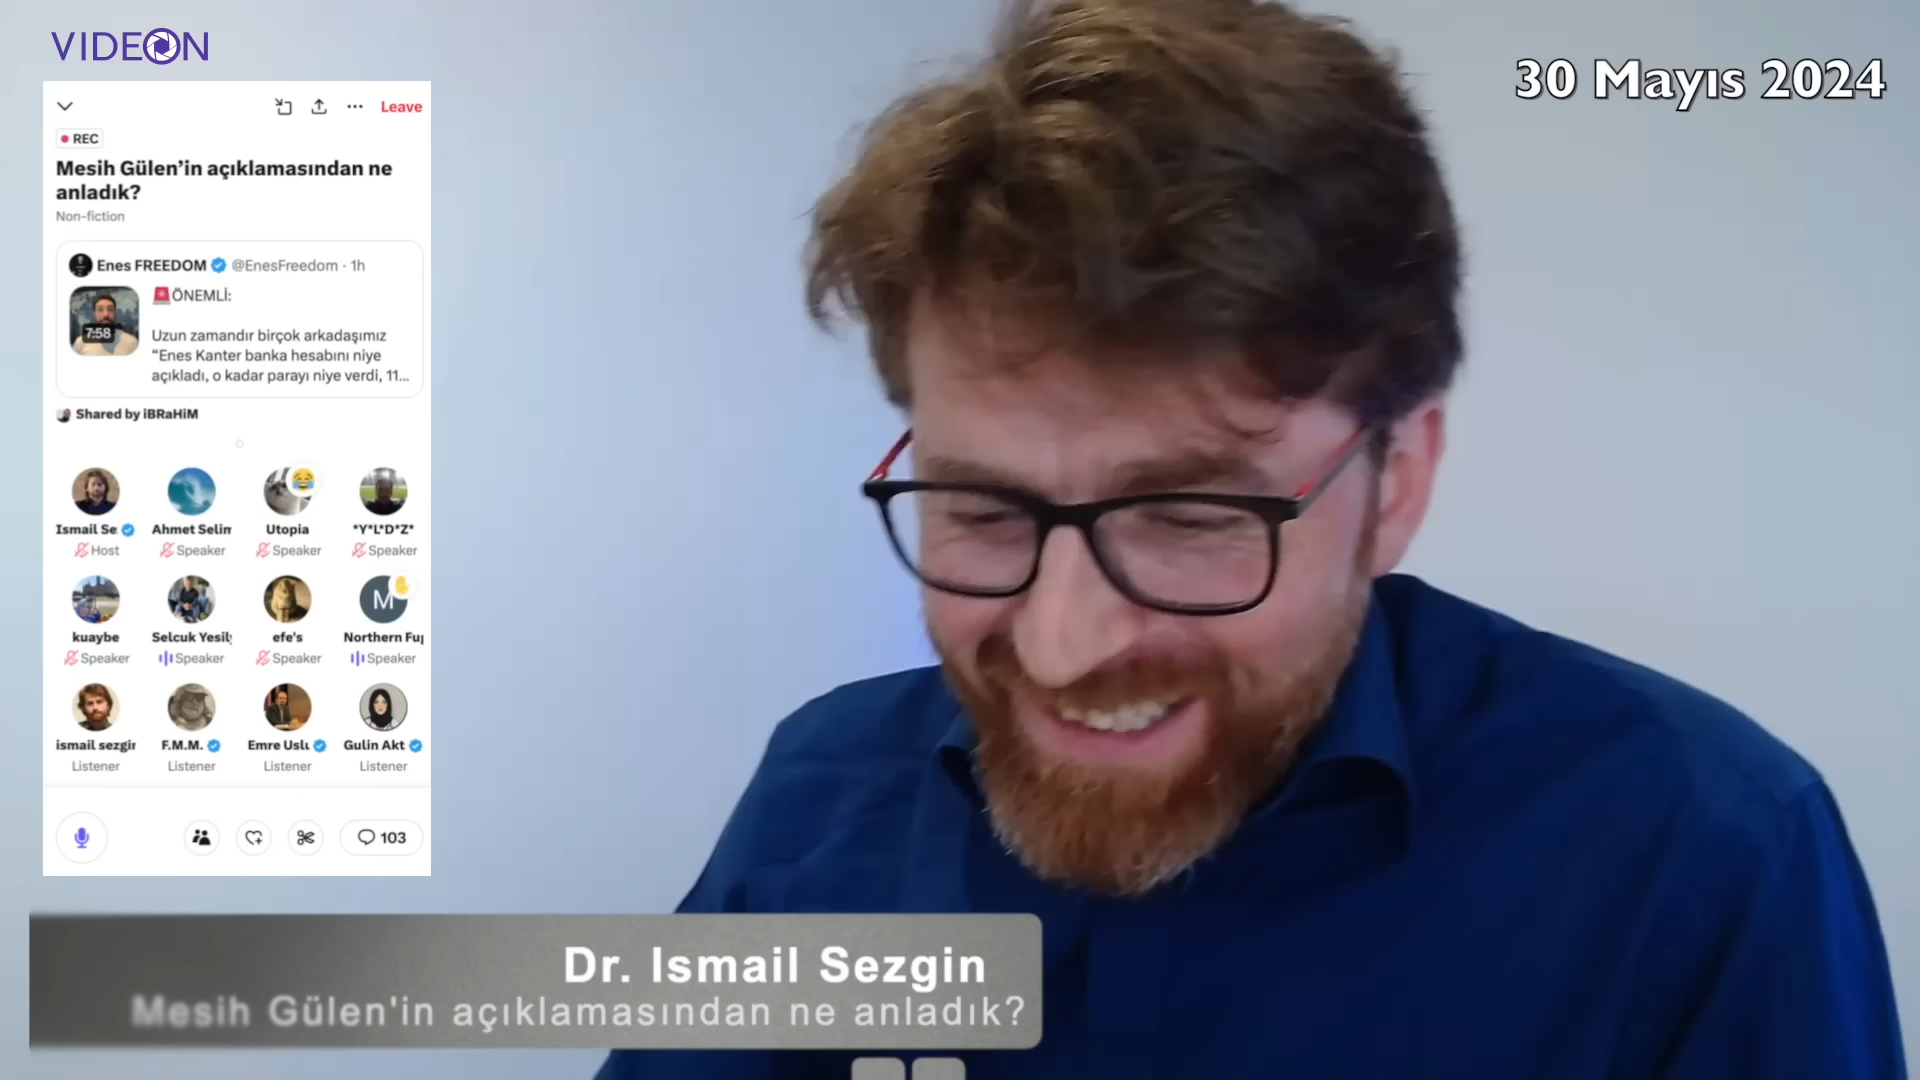 VIDEON
30 Mayıs 2024
Leave
REC
Mesih Gülen’in açıklamasından ne
anladık?
Non-fiction
Enes FREEDOM @EnesFreedom · 1h
🚨ÖNEMLİ:
7:58
Uzun zamandır birçok arkadaşımız
“Enes Kanter banka hesabını niye
açıkladı, o kadar parayı niye verdi, 11...
Shared by iBRaHiM
Ismail Se Ahmet Selim Utopia *Y*L*D*Z*
Host Speaker Speaker Speaker
M
kuaybe Selcuk Yesil efe's Northern Fug
Speaker Speaker Speaker Speaker
ismail sezgin F.M.M. Emre Uslu Gulin Akt
Listener Listener Listener Listener
103
Dr. Ismail Sezgin
Mesih Gülen'in açıklamasından ne anladık?